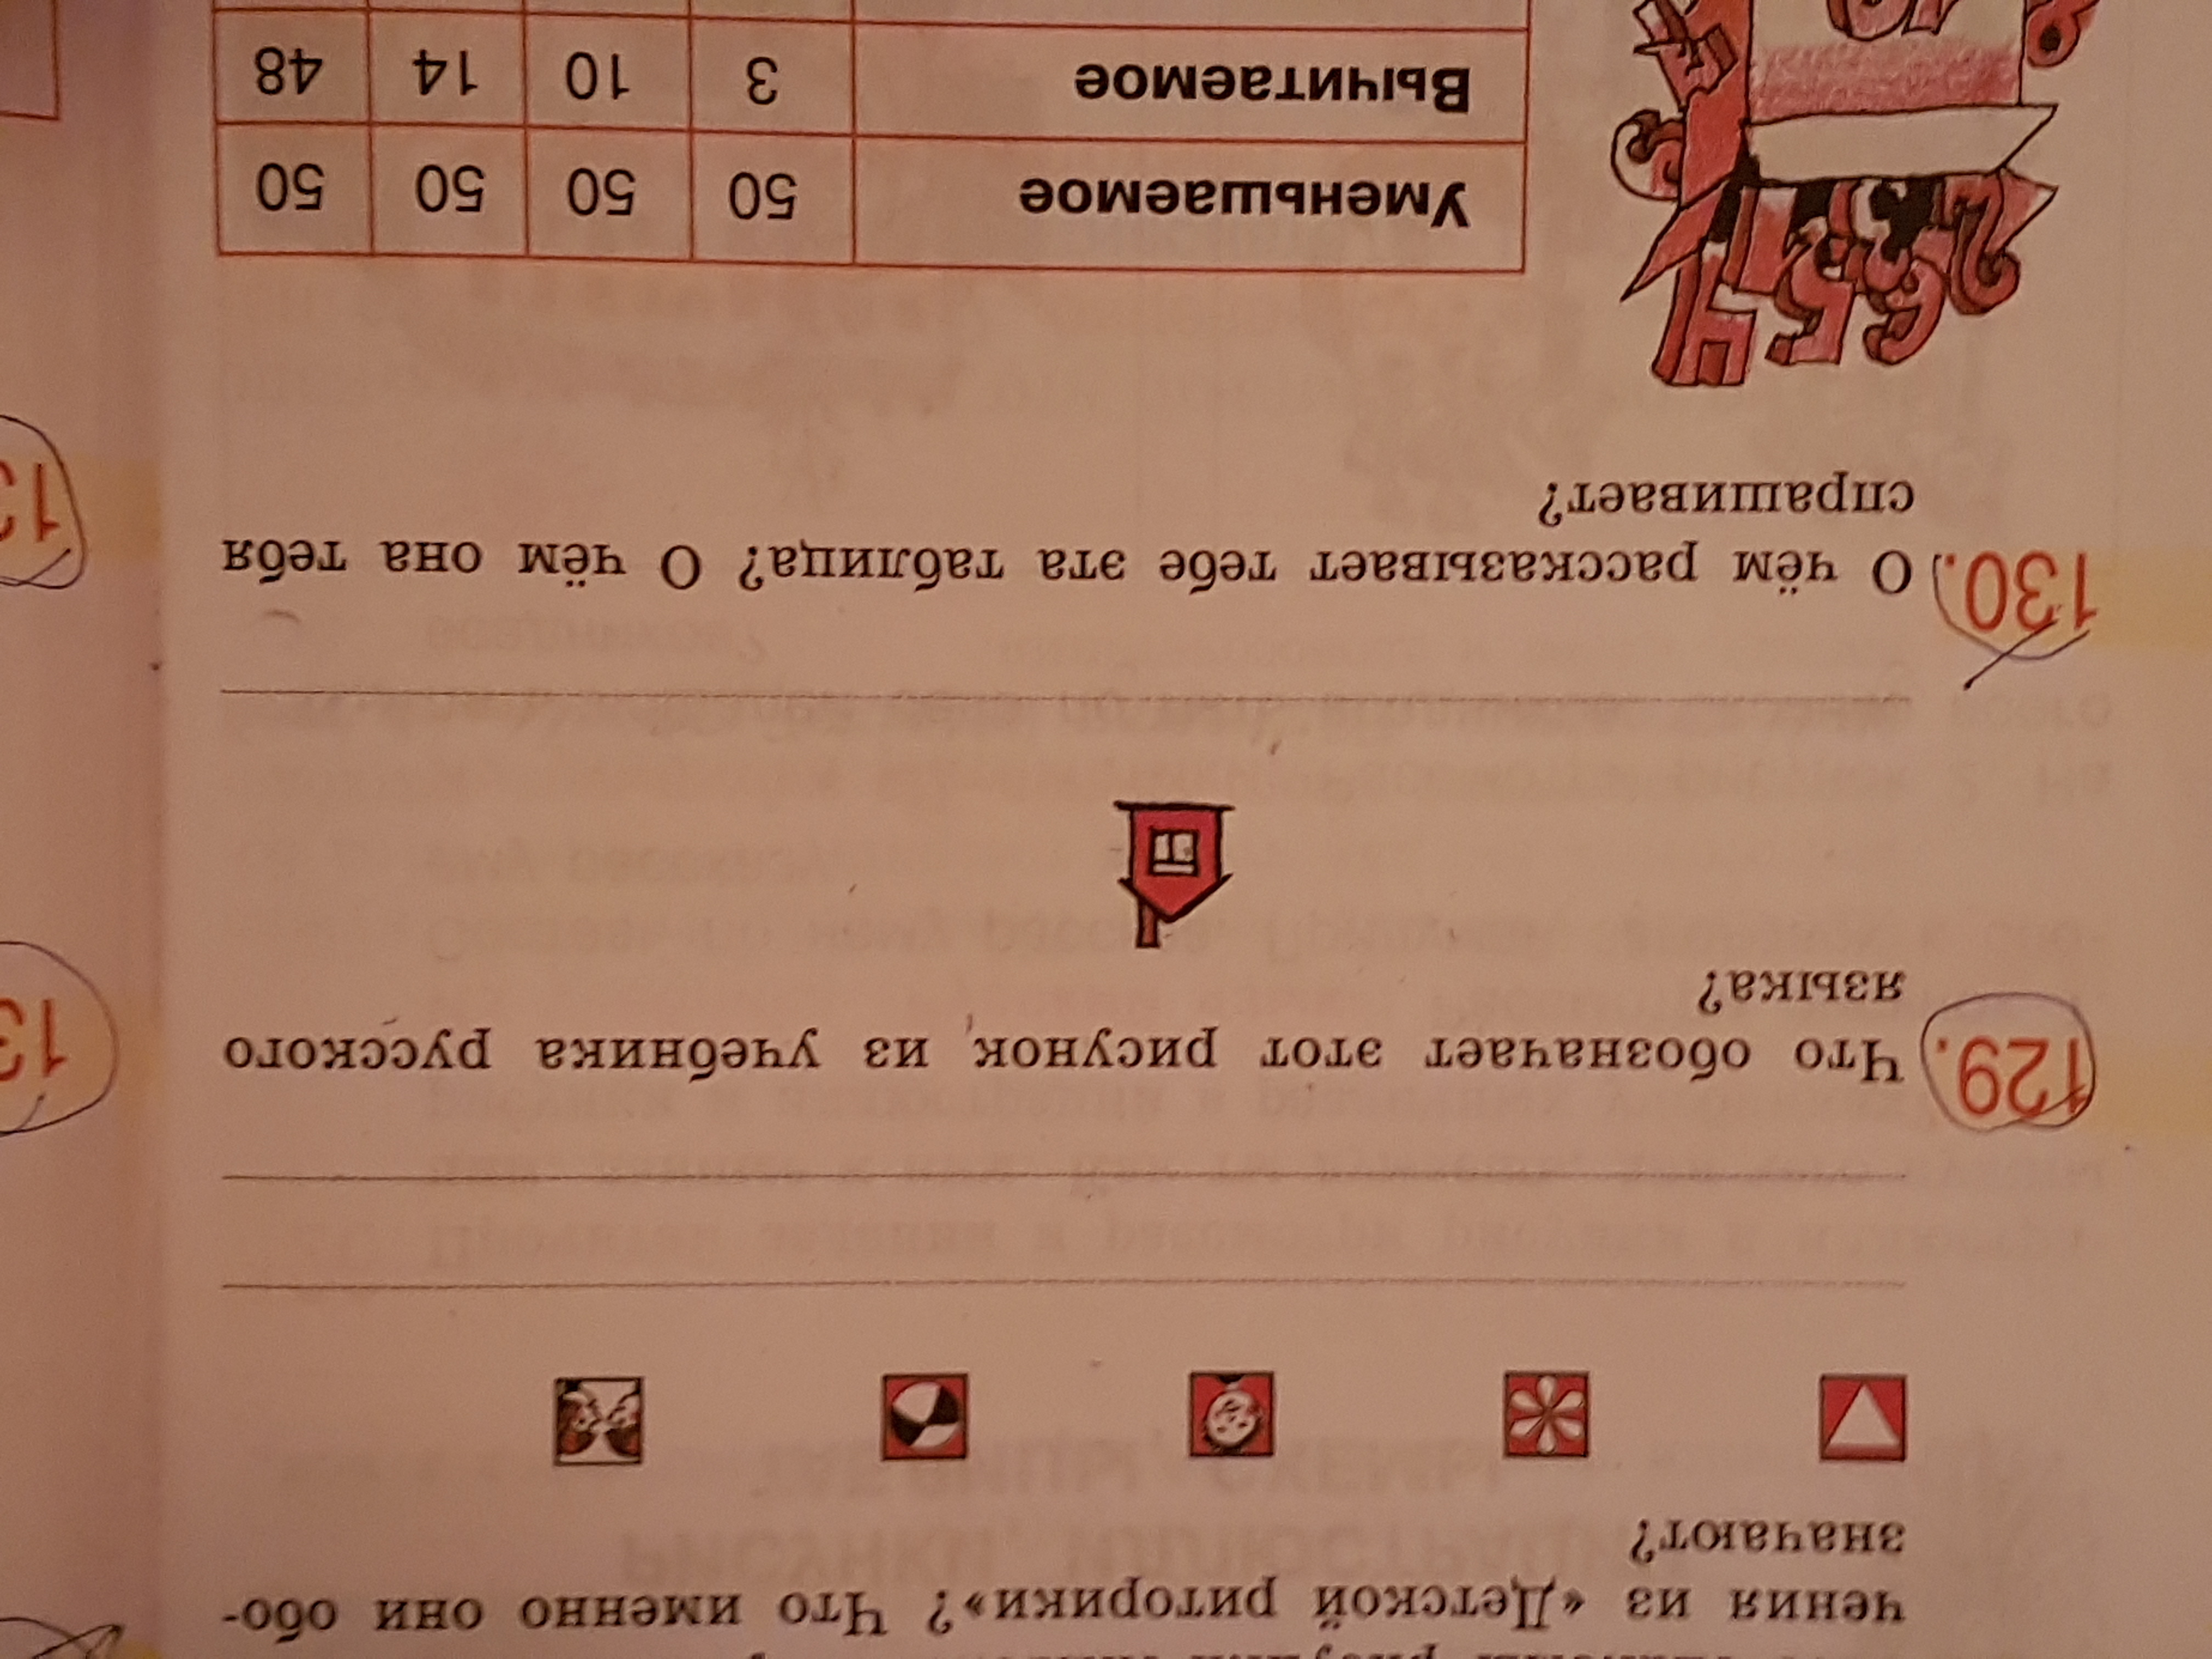 чения из «Детской риторики»? Что именно они обо-
значают?
129. Что обозначает этот рисунок из учебника русского
языка?
130. О чём рассказывает тебе эта таблица? О чём она тебя
спрашивает?
Уменьшаемое 50 50 50 50
Вычитаемое 3 10 14 48